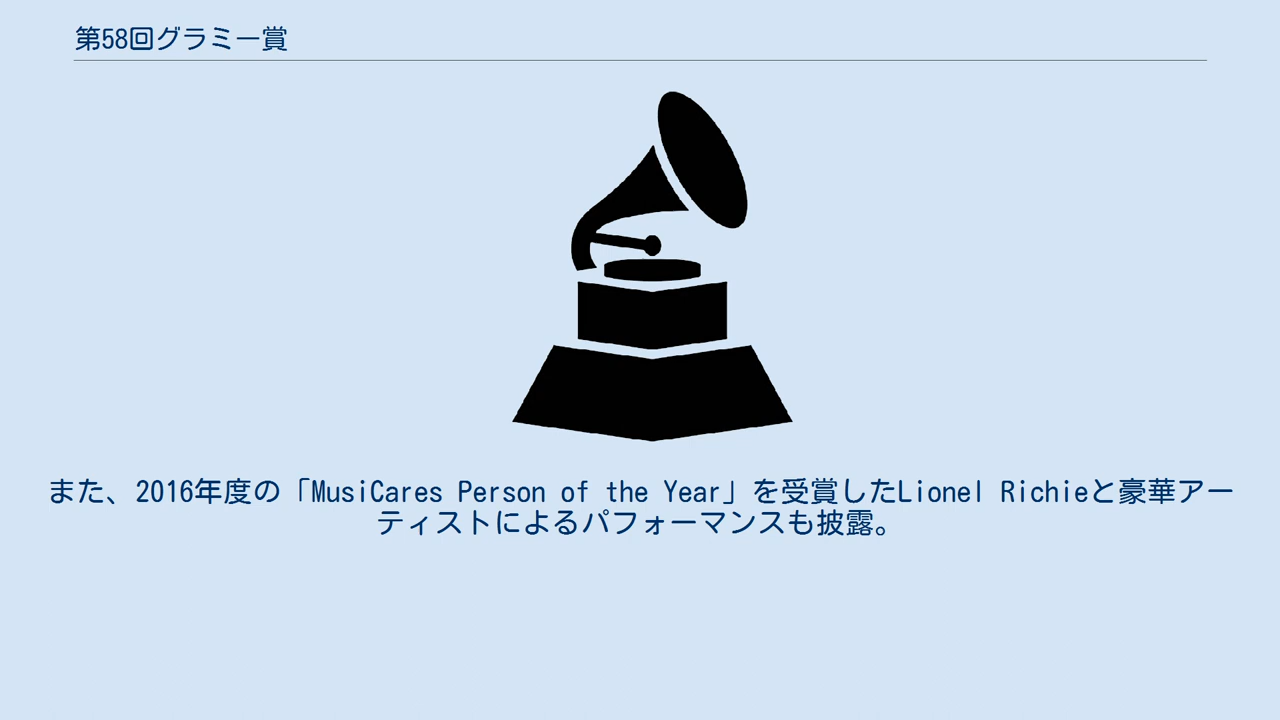 第58回グラミー賞
また、2016年度の「MusiCares Person of the Year」を受賞したLionel Richieと豪華アー
ティストによるパフォーマンスも披露。